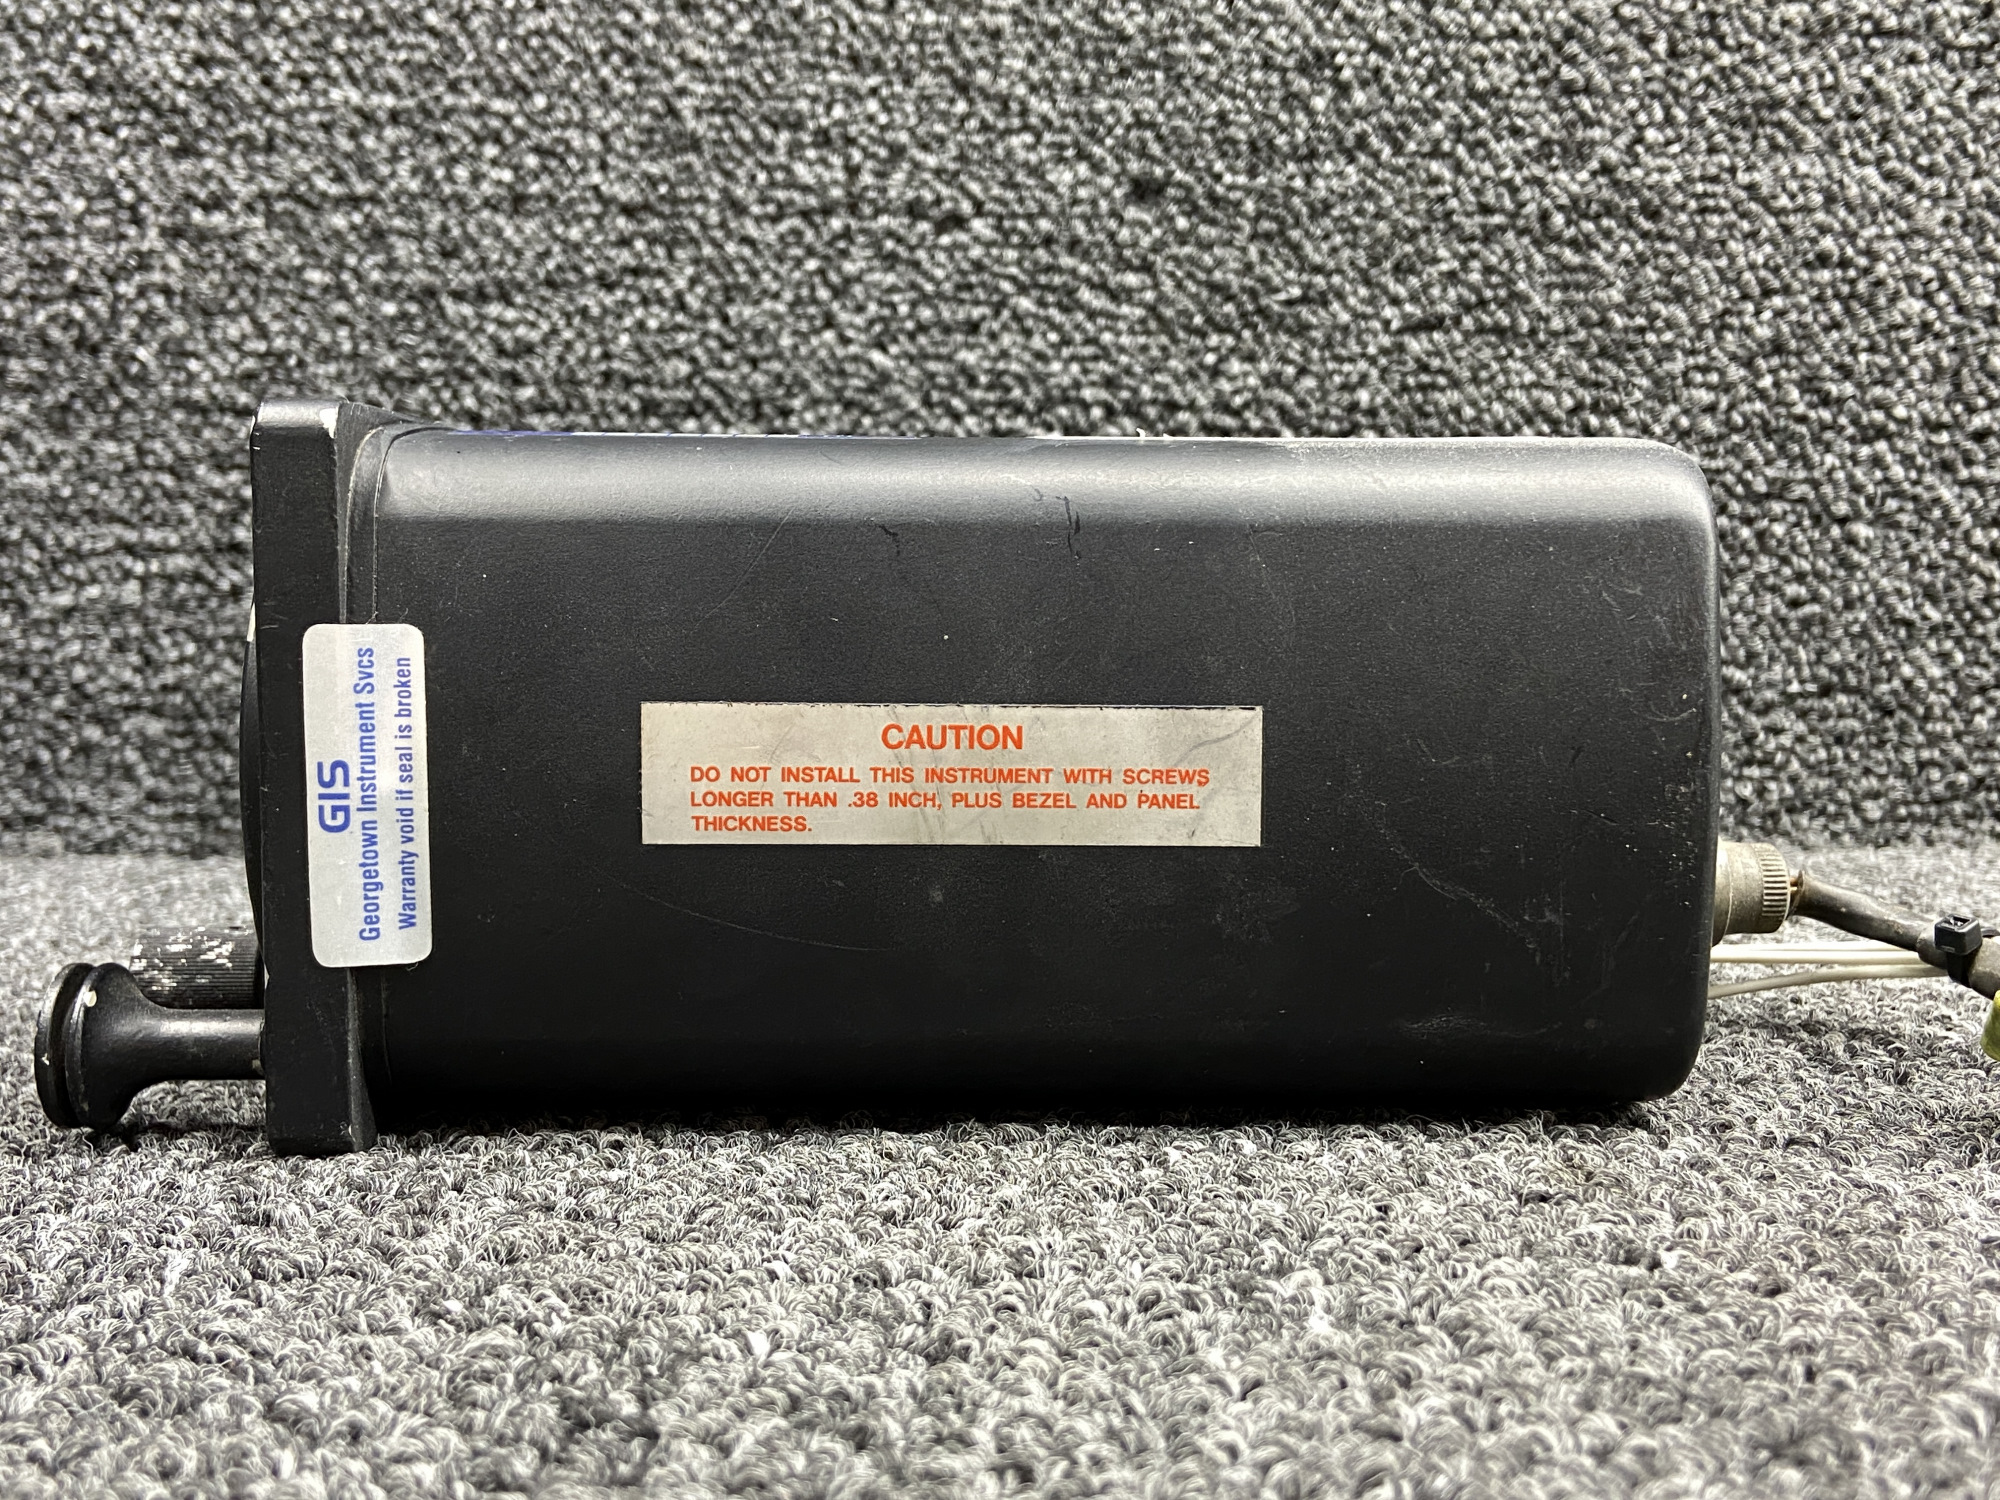 GIS
Georgetown Instrument Svcs
Warranty void if seal is broken
CAUTION
DO NOT INSTALL THIS INSTRUMENT WITH SCREWS
LONGER THAN .38 INCH, PLUS BEZEL AND PANEL
THICKNESS.